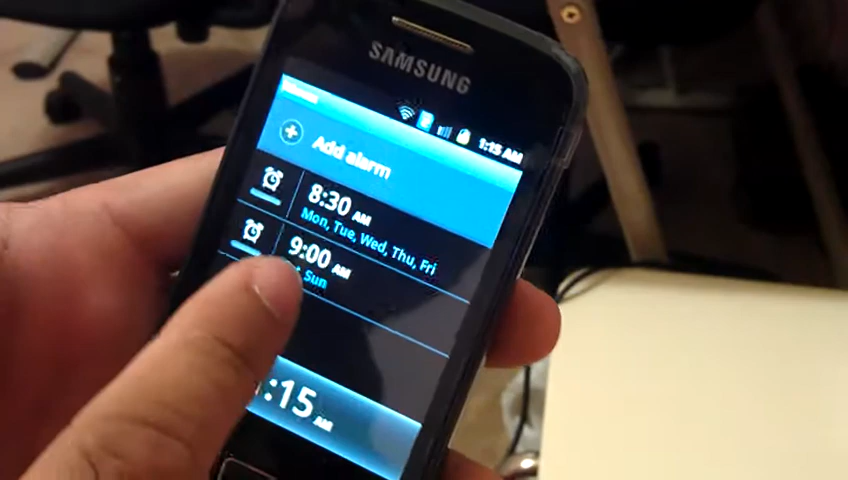 SAMSUNG
1:15 AM
Add alarm
8:30 AM
Mon, Tue, Wed, Thu, Fri
9:00 AM
Sun
:15 AM